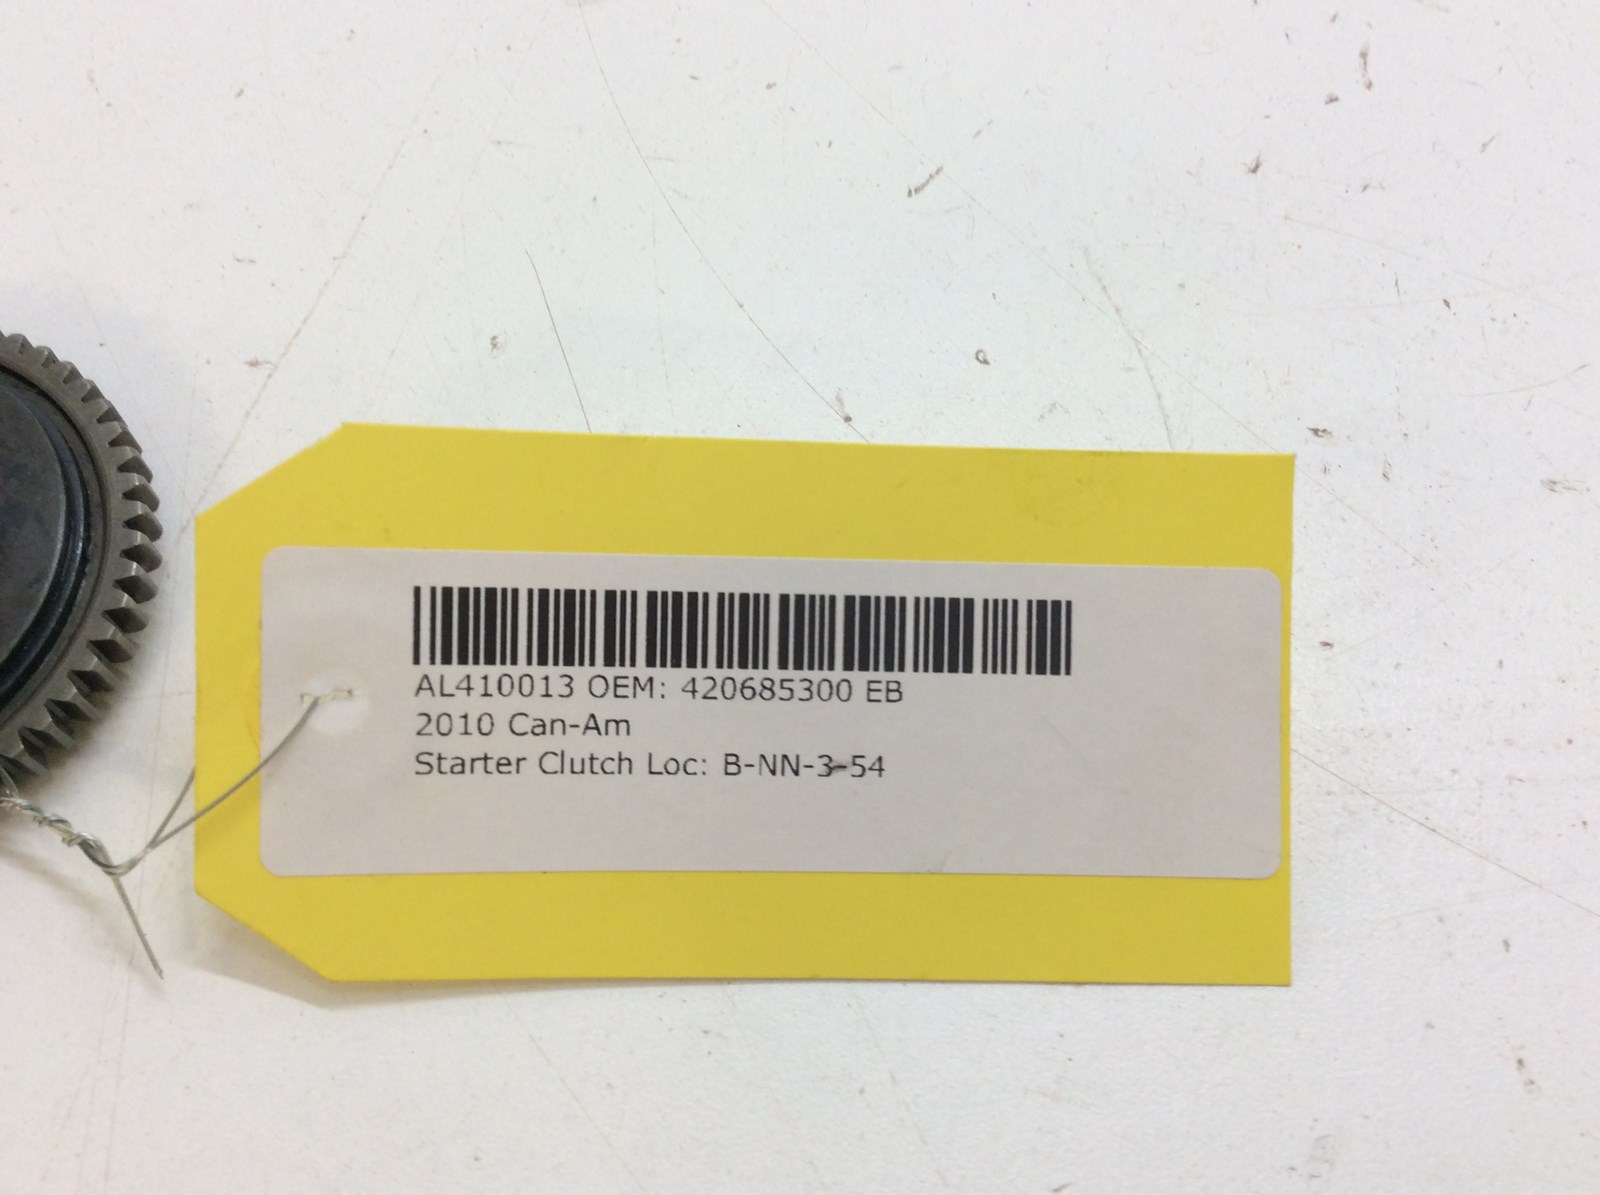 AL410013 OEM: 420685300 EB
2010 Can-Am
Starter Clutch Loc: B-NN-3-54